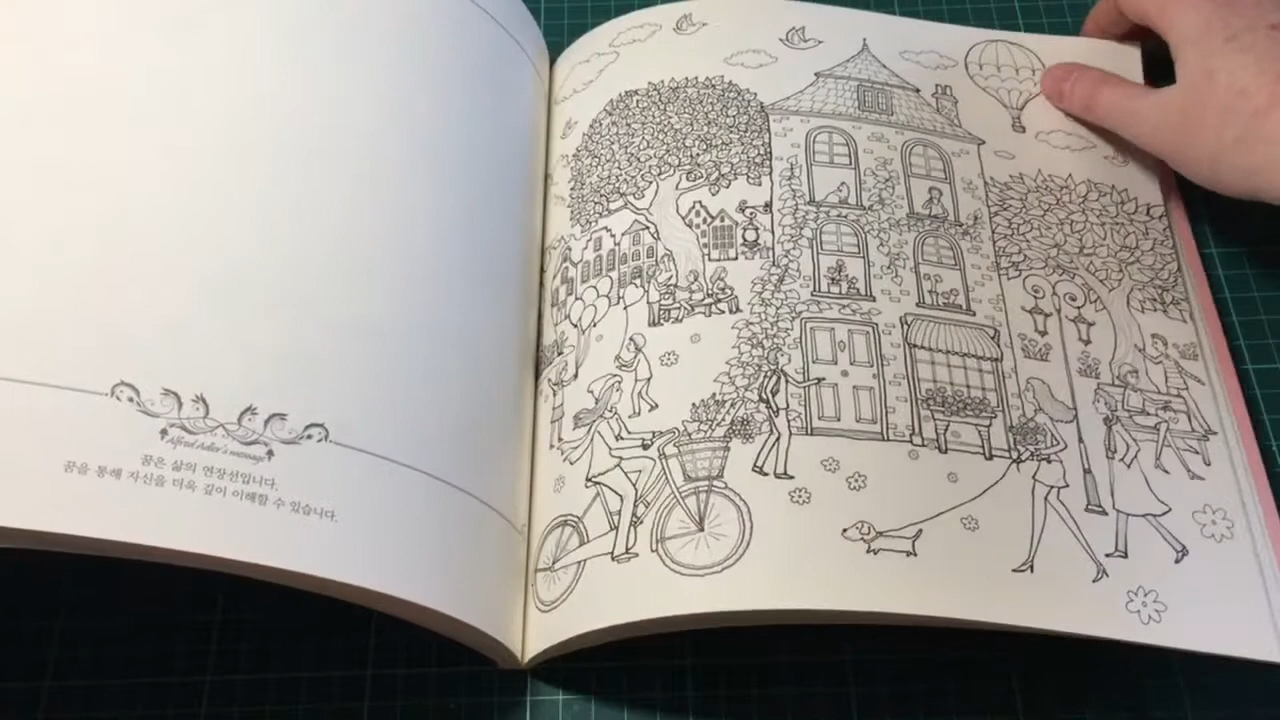 Alfred Adler's message
꿈은 삶의 연장선입니다.
꿈을 통해 자신을 더욱 깊이 이해할 수 있습니다.